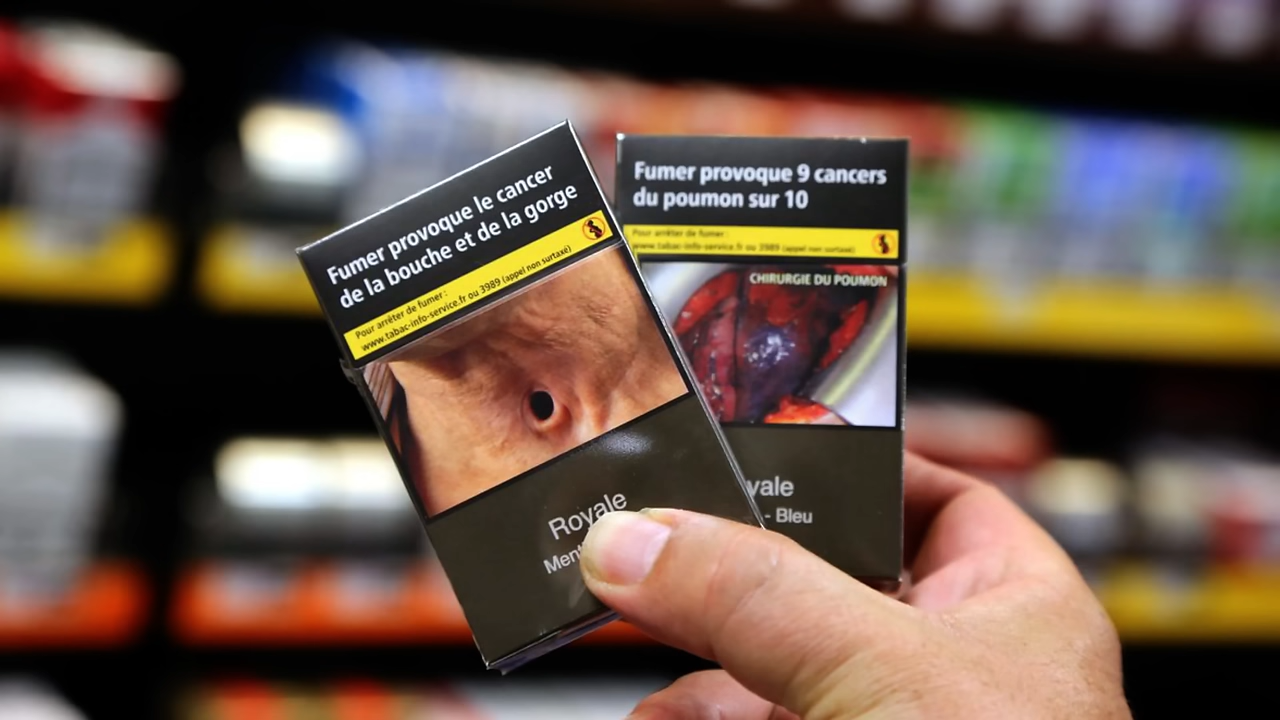 Fumer provoque le cancer
de la bouche et de la gorge
Pour arrêter de fumer :
www.tabac-info-service.fr ou 3989 (appel non surtaxé)
Royale
Fumer provoque 9 cancers
du poumon sur 10
Pour arrêter de fumer :
www.tabac-info-service.fr ou 3989 (appel non surtaxé)
CHIRURGIE DU POUMON
- Bleu